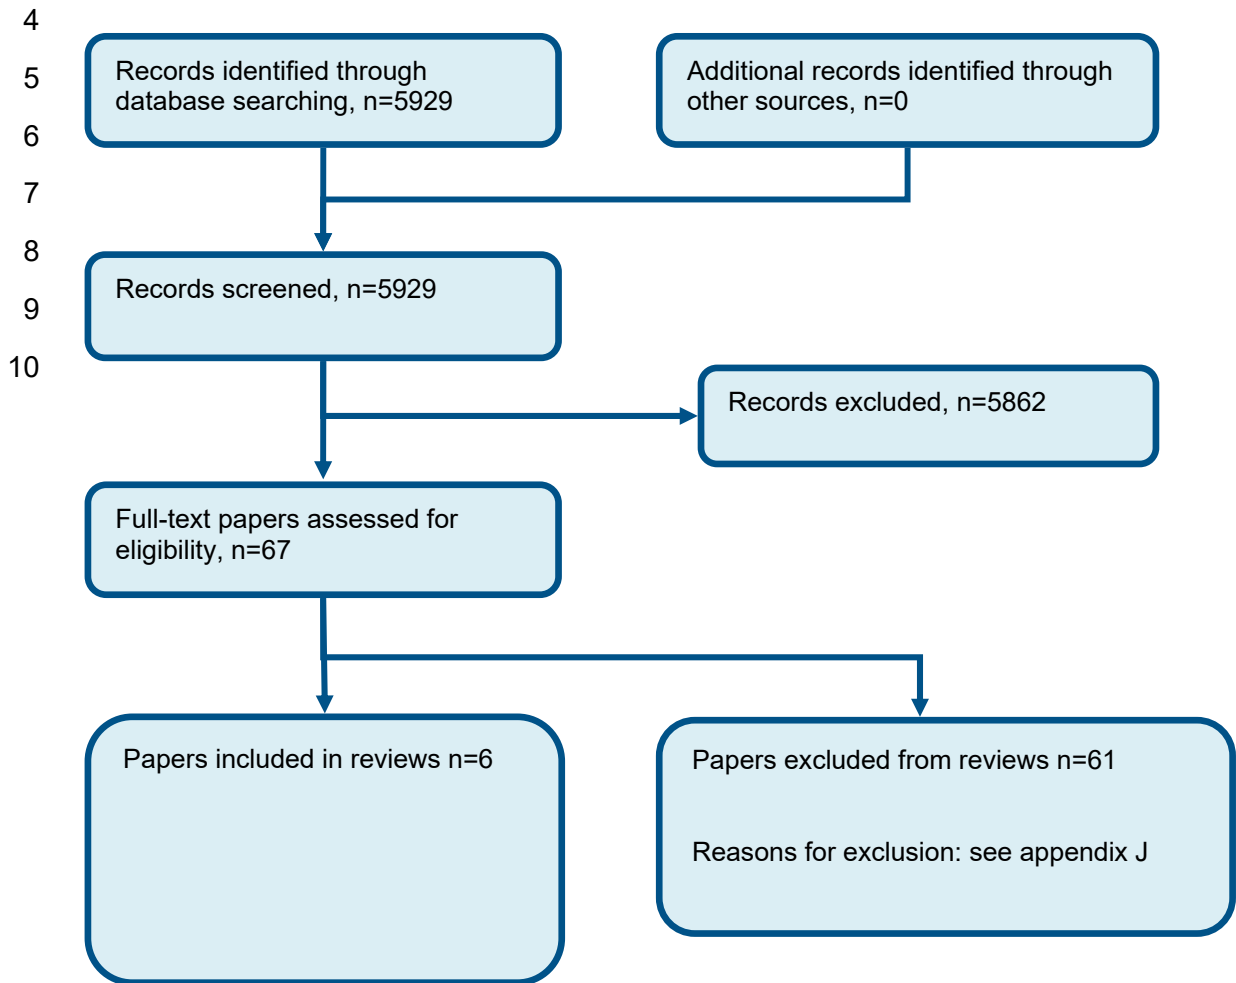 4
5
6
7
8
9
10
Records identified through
database searching, n=5929
Additional records identified through
other sources, n=0
Records screened, n=5929
Records excluded, n=5862
Full-text papers assessed for
eligibility, n=67
Papers included in reviews n=6
Papers excluded from reviews n=61
Reasons for exclusion: see appendix J